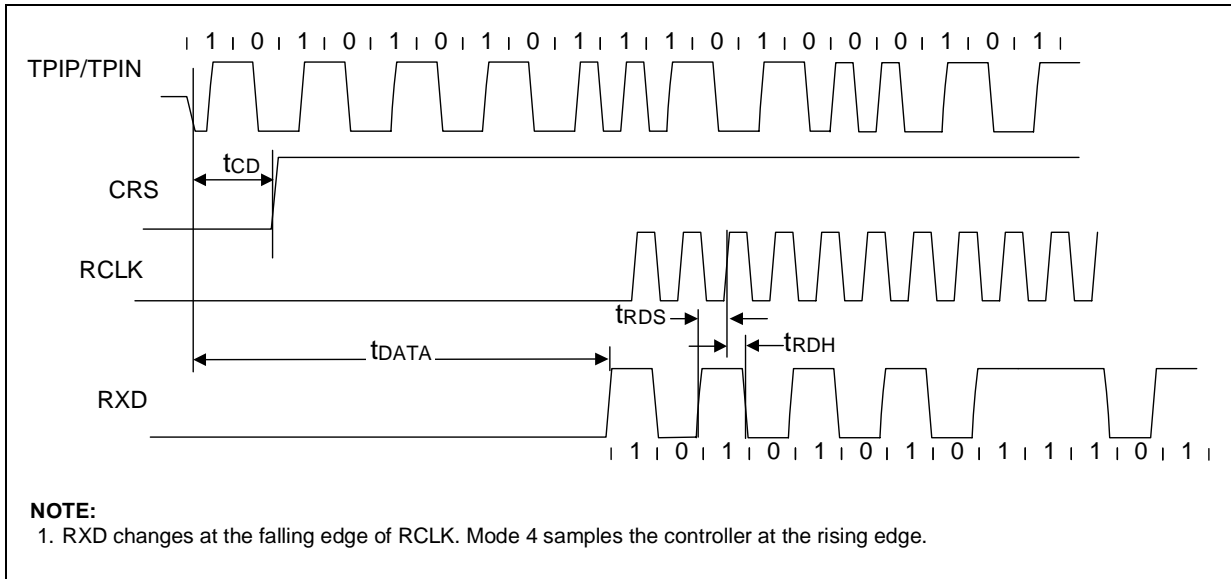 1 0 1 0 1 0 1 0 1 1 1 0 1 0 0 0 1 0 1
TPIP/TPIN
tCD
CRS
RCLK
tRDS
tRDH
tDATA
RXD
1 0 1 0 1 0 1 0 1 1 1 0 1
NOTE:
1. RXD changes at the falling edge of RCLK. Mode 4 samples the controller at the rising edge.